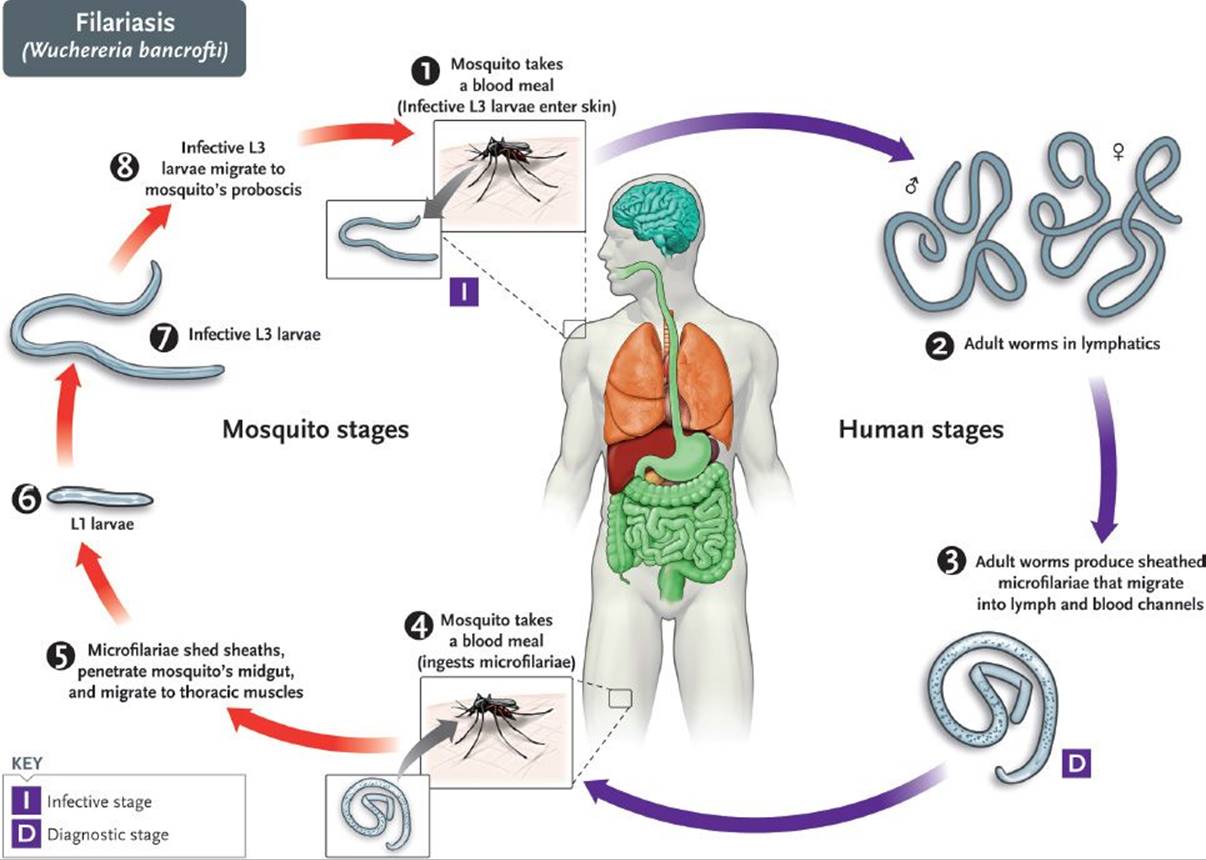 Filariasis
(Wuchereria bancrofti)
1 Mosquito takes
a blood meal
(Infective L3 larvae enter skin)
I
♂
♀
2 Adult worms in lymphatics
Human stages
3 Adult worms produce sheathed
microfilariae that migrate
into lymph and blood channels
D
4 Mosquito takes
a blood meal
(ingests microfilariae)
5 Microfilariae shed sheaths,
penetrate mosquito's midgut,
and migrate to thoracic muscles
6
L1 larvae
Mosquito stages
7 Infective L3 larvae
8 Infective L3
larvae migrate to
mosquito's proboscis
KEY
I Infective stage
D Diagnostic stage